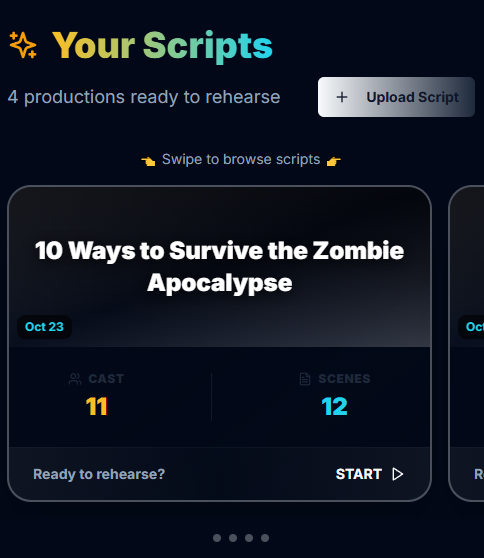 Your Scripts
4 productions ready to rehearse
+ Upload Script
👈 Swipe to browse scripts 👉
10 Ways to Survive the Zombie
Apocalypse
Oct 23
Oct
CAST
SCENES
11
12
Ready to rehearse?
START
R